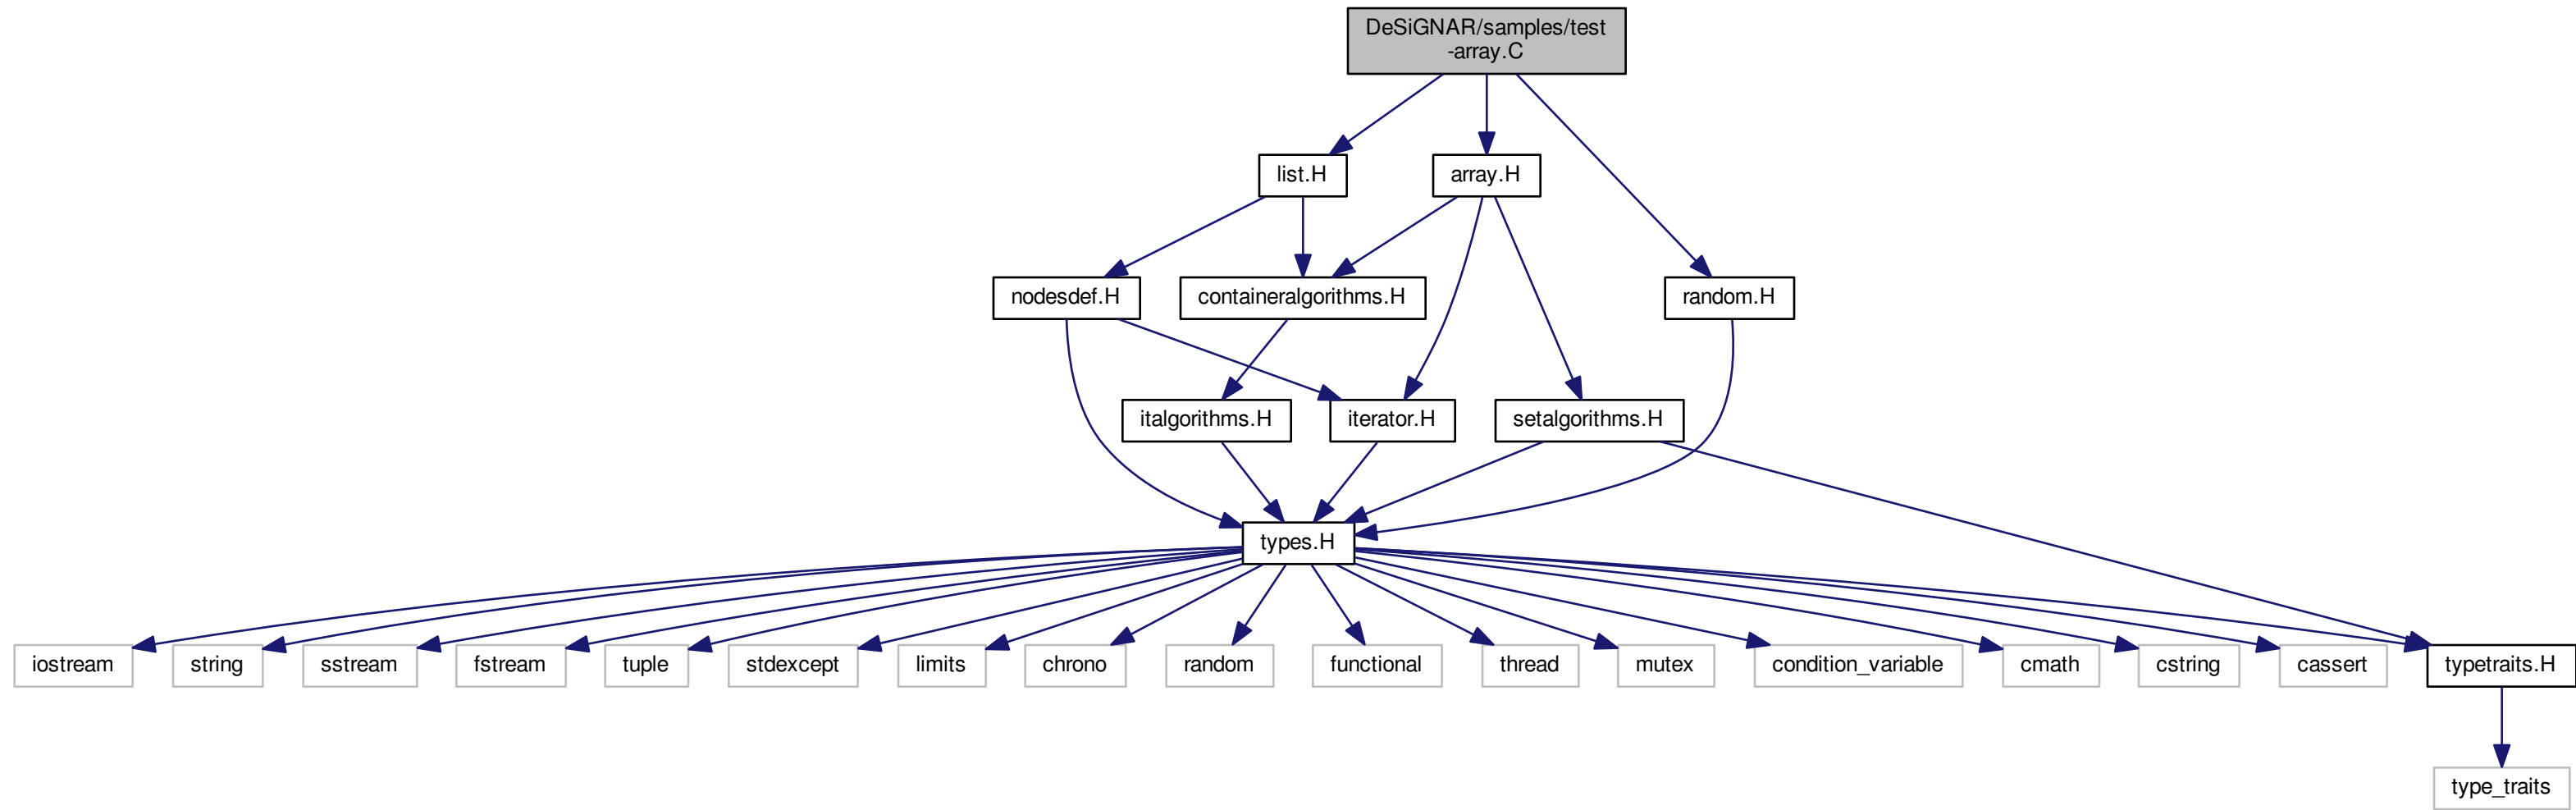 DeSiGNAR/samples/test
-array.C
list.H
array.H
nodesdef.H
containeralgorithms.H
random.H
italgorithms.H
iterator.H
setalgorithms.H
types.H
iostream
string
sstream
fstream
tuple
stdexcept
limits
chrono
random
functional
thread
mutex
condition_variable
cmath
cstring
cassert
typetraits.H
type_traits